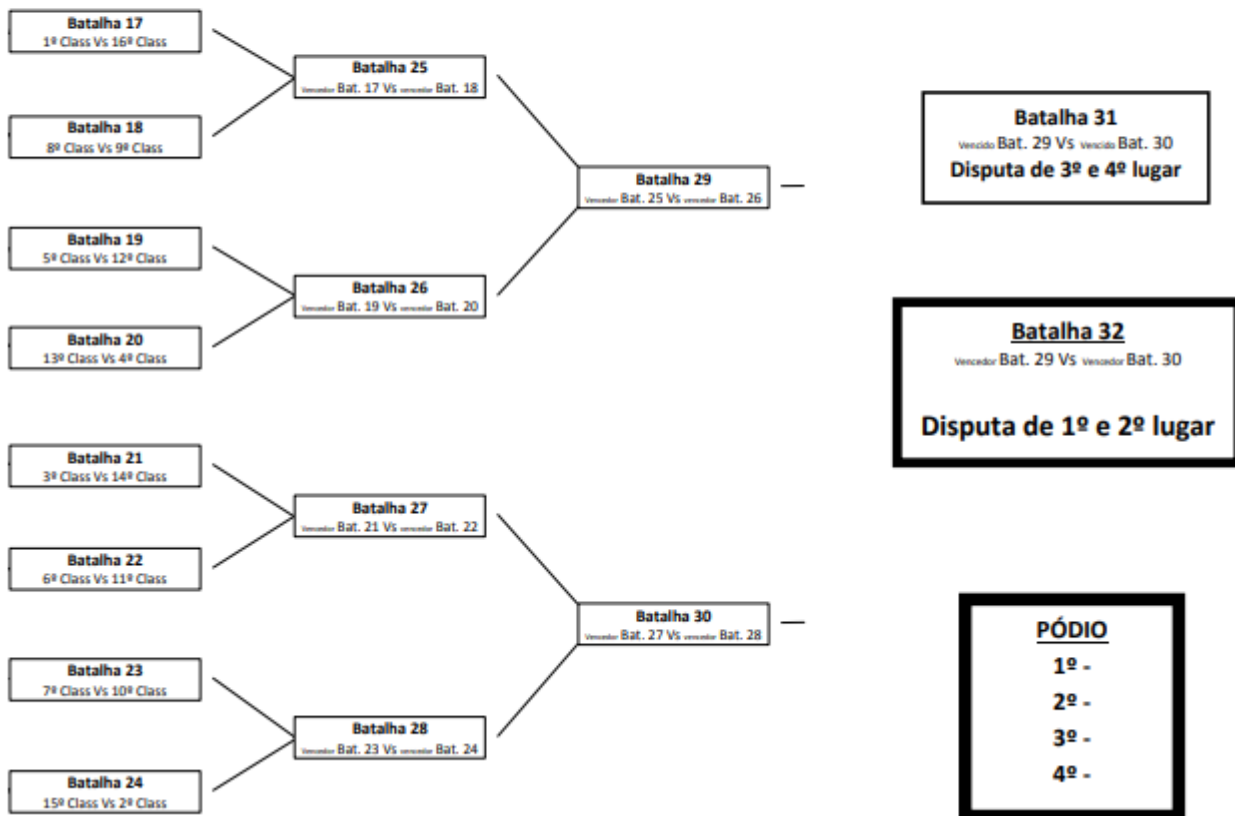 Batalha 17
1º Class Vs 16º Class
Batalha 18
8º Class Vs 9º Class
Batalha 19
5º Class Vs 12º Class
Batalha 20
13º Class Vs 4º Class
Batalha 21
3º Class Vs 14º Class
Batalha 22
6º Class Vs 11º Class
Batalha 23
7º Class Vs 10º Class
Batalha 24
15º Class Vs 2º Class
Batalha 25
Vencedor Bat. 17 Vs vencedor Bat. 18
Batalha 26
Vencedor Bat. 19 Vs vencedor Bat. 20
Batalha 27
Vencedor Bat. 21 Vs vencedor Bat. 22
Batalha 28
Vencedor Bat. 23 Vs vencedor Bat. 24
Batalha 29
Vencedor Bat. 25 Vs vencedor Bat. 26
Batalha 30
Vencedor Bat. 27 Vs vencedor Bat. 28
Batalha 31
Vencido Bat. 29 Vs Vencido Bat. 30
Disputa de 3º e 4º lugar
Batalha 32
Vencedor Bat. 29 Vs Vencedor Bat. 30
Disputa de 1º e 2º lugar
PÓDIO
1º -
2º -
3º -
4º -